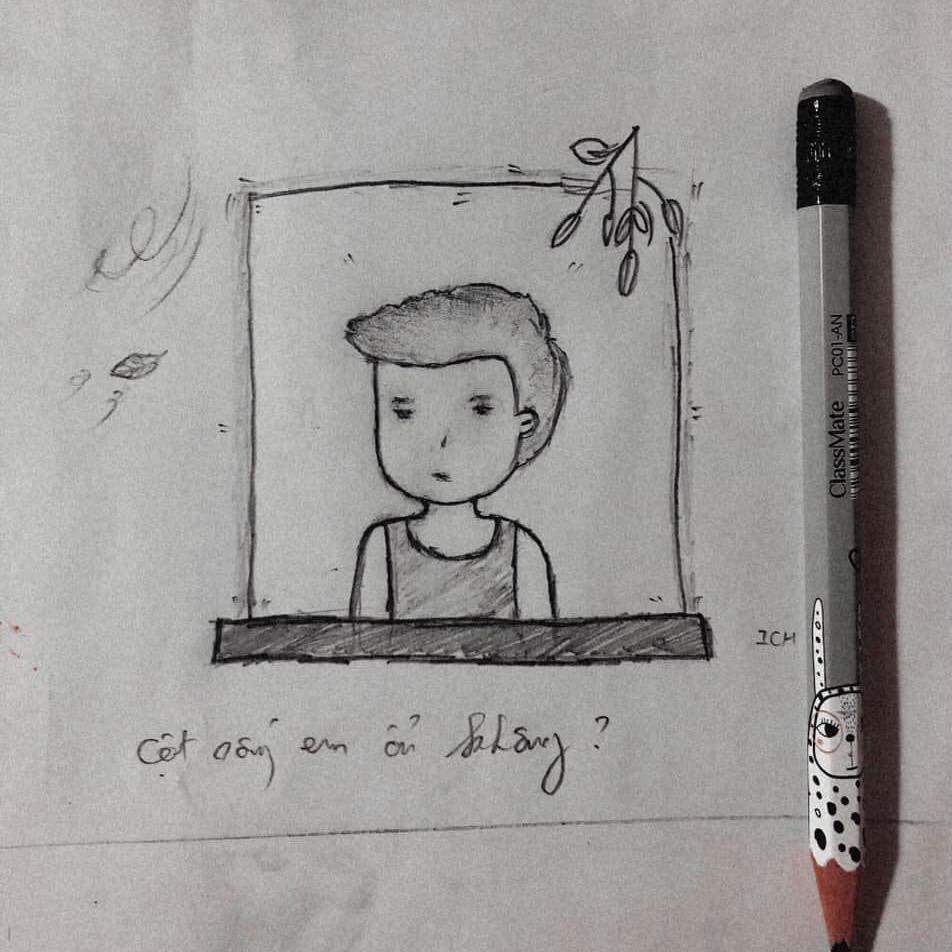 ClassMate PC01-AN
ICH
Cột sống em ổn không ?